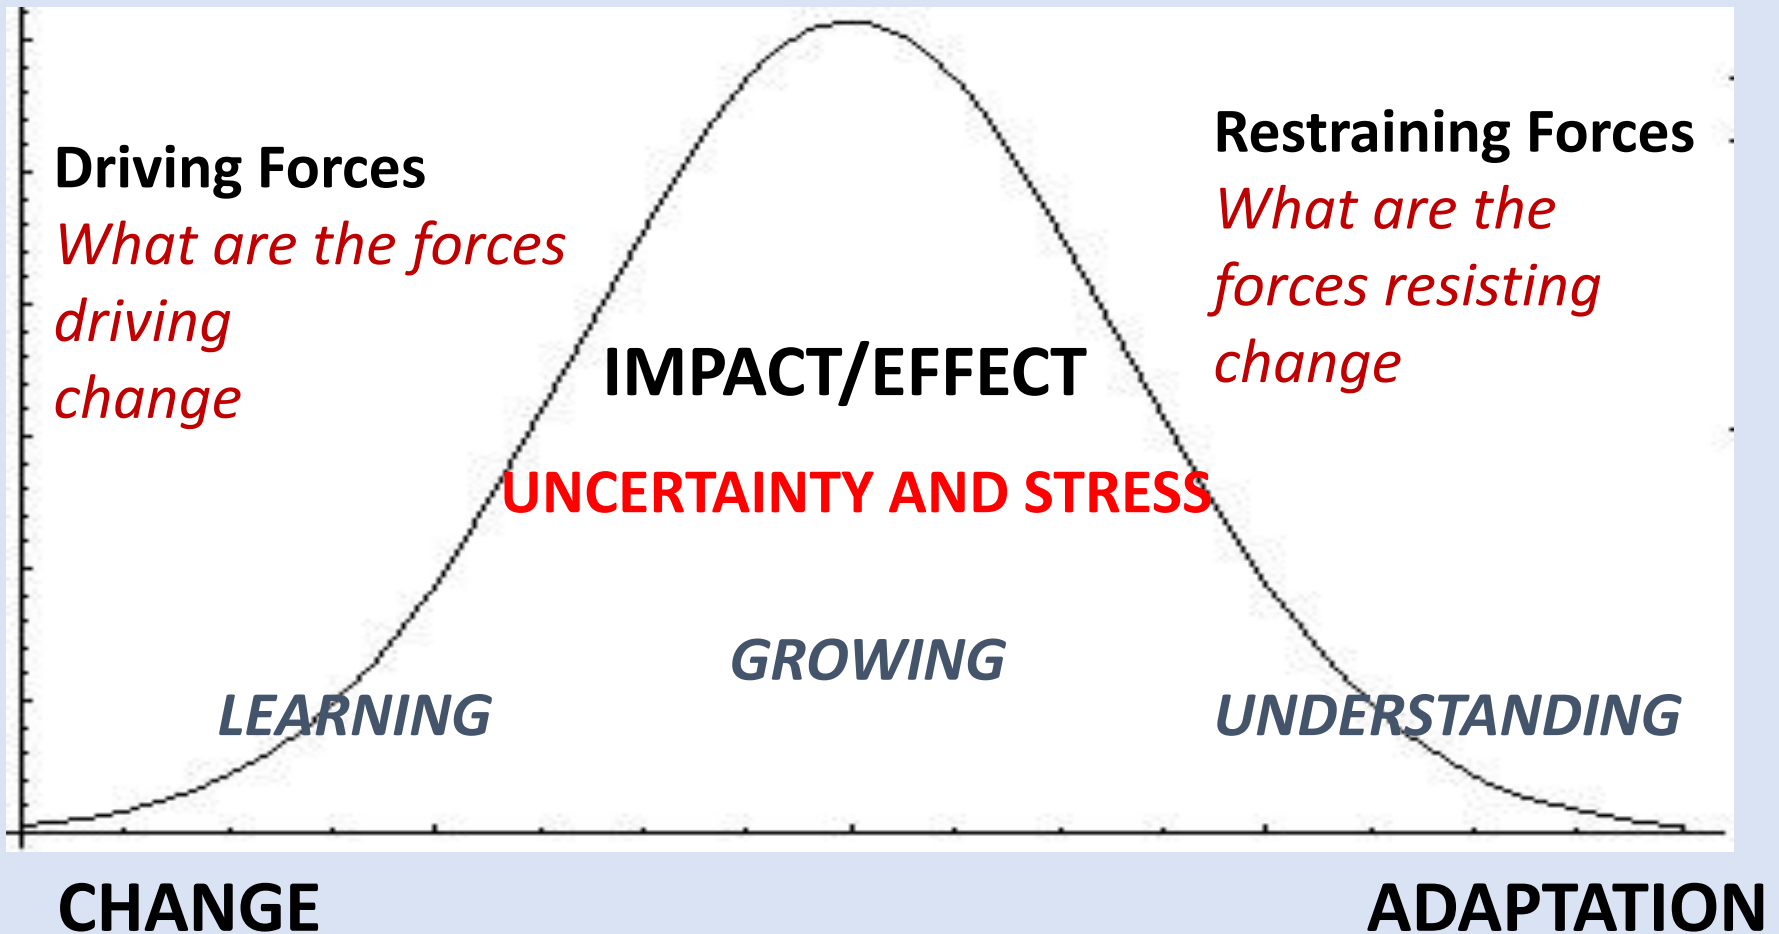 Driving Forces
What are the forces
driving
change
Restraining Forces
What are the
forces resisting
change
IMPACT/EFFECT
UNCERTAINTY AND STRESS
GROWING
LEARNING
UNDERSTANDING
CHANGE
ADAPTATION